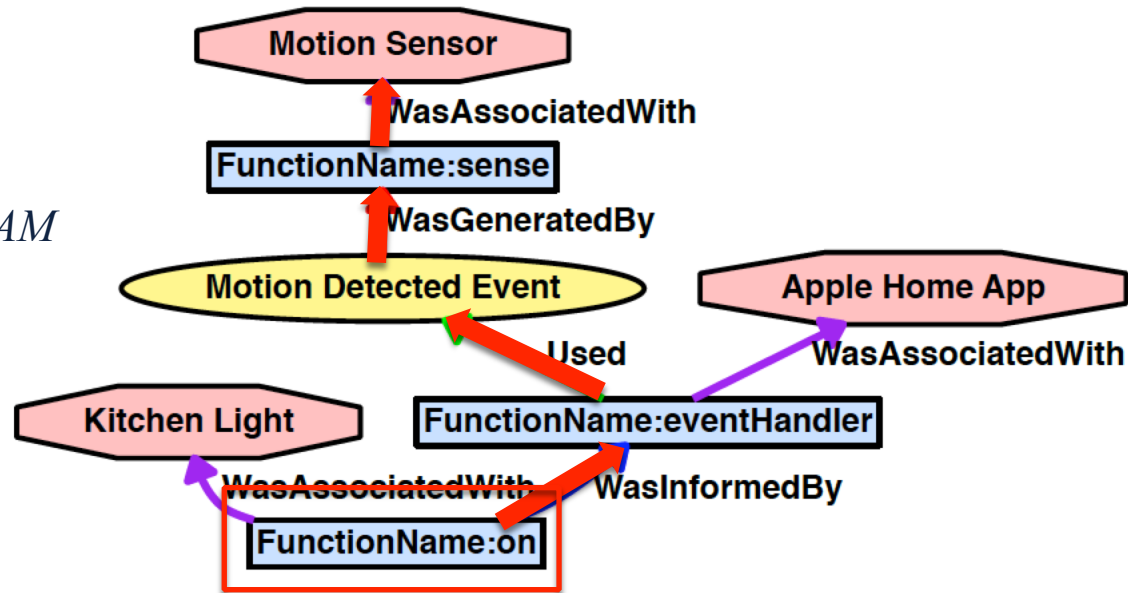 Motion Sensor
WasAssociatedWith
FunctionName:sense
AM
WasGeneratedBy
Motion Detected Event
Apple Home App
Used
WasAssociatedWith
Kitchen Light
FunctionName:eventHandler
WasAssociatedWith
WasInformedBy
FunctionName:on